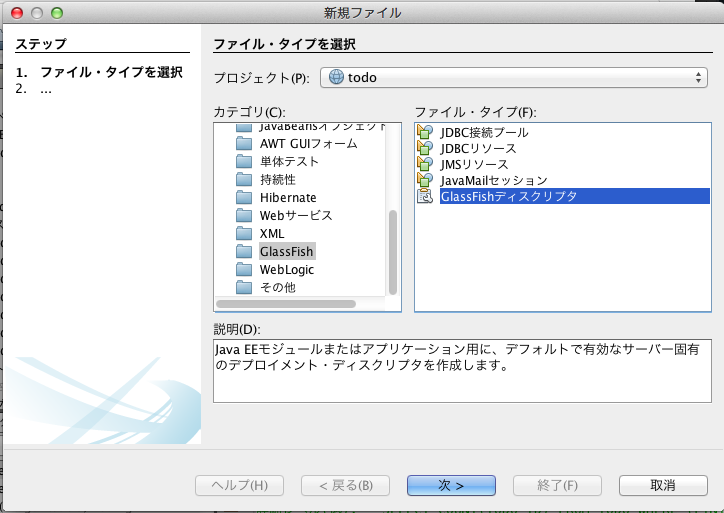 新規ファイル
ステップ
1. ファイル・タイプを選択
2. ...
ファイル・タイプを選択
プロジェクト(P): todo
カテゴリ(C):
JavaBeansオブジェクト
AWT GUIフォーム
単体テスト
持続性
Hibernate
Webサービス
XML
GlassFish
WebLogic
その他
ファイル・タイプ(F):
JDBC接続プール
JDBCリソース
JMSリソース
JavaMailセッション
GlassFishディスクリプタ
説明(D):
Java EEモジュールまたはアプリケーション用に、デフォルトで有効なサーバー固有
のデプロイメント・ディスクリプタを作成します。
ヘルプ(H) < 戻る(B) 次 > 終了(F) 取消